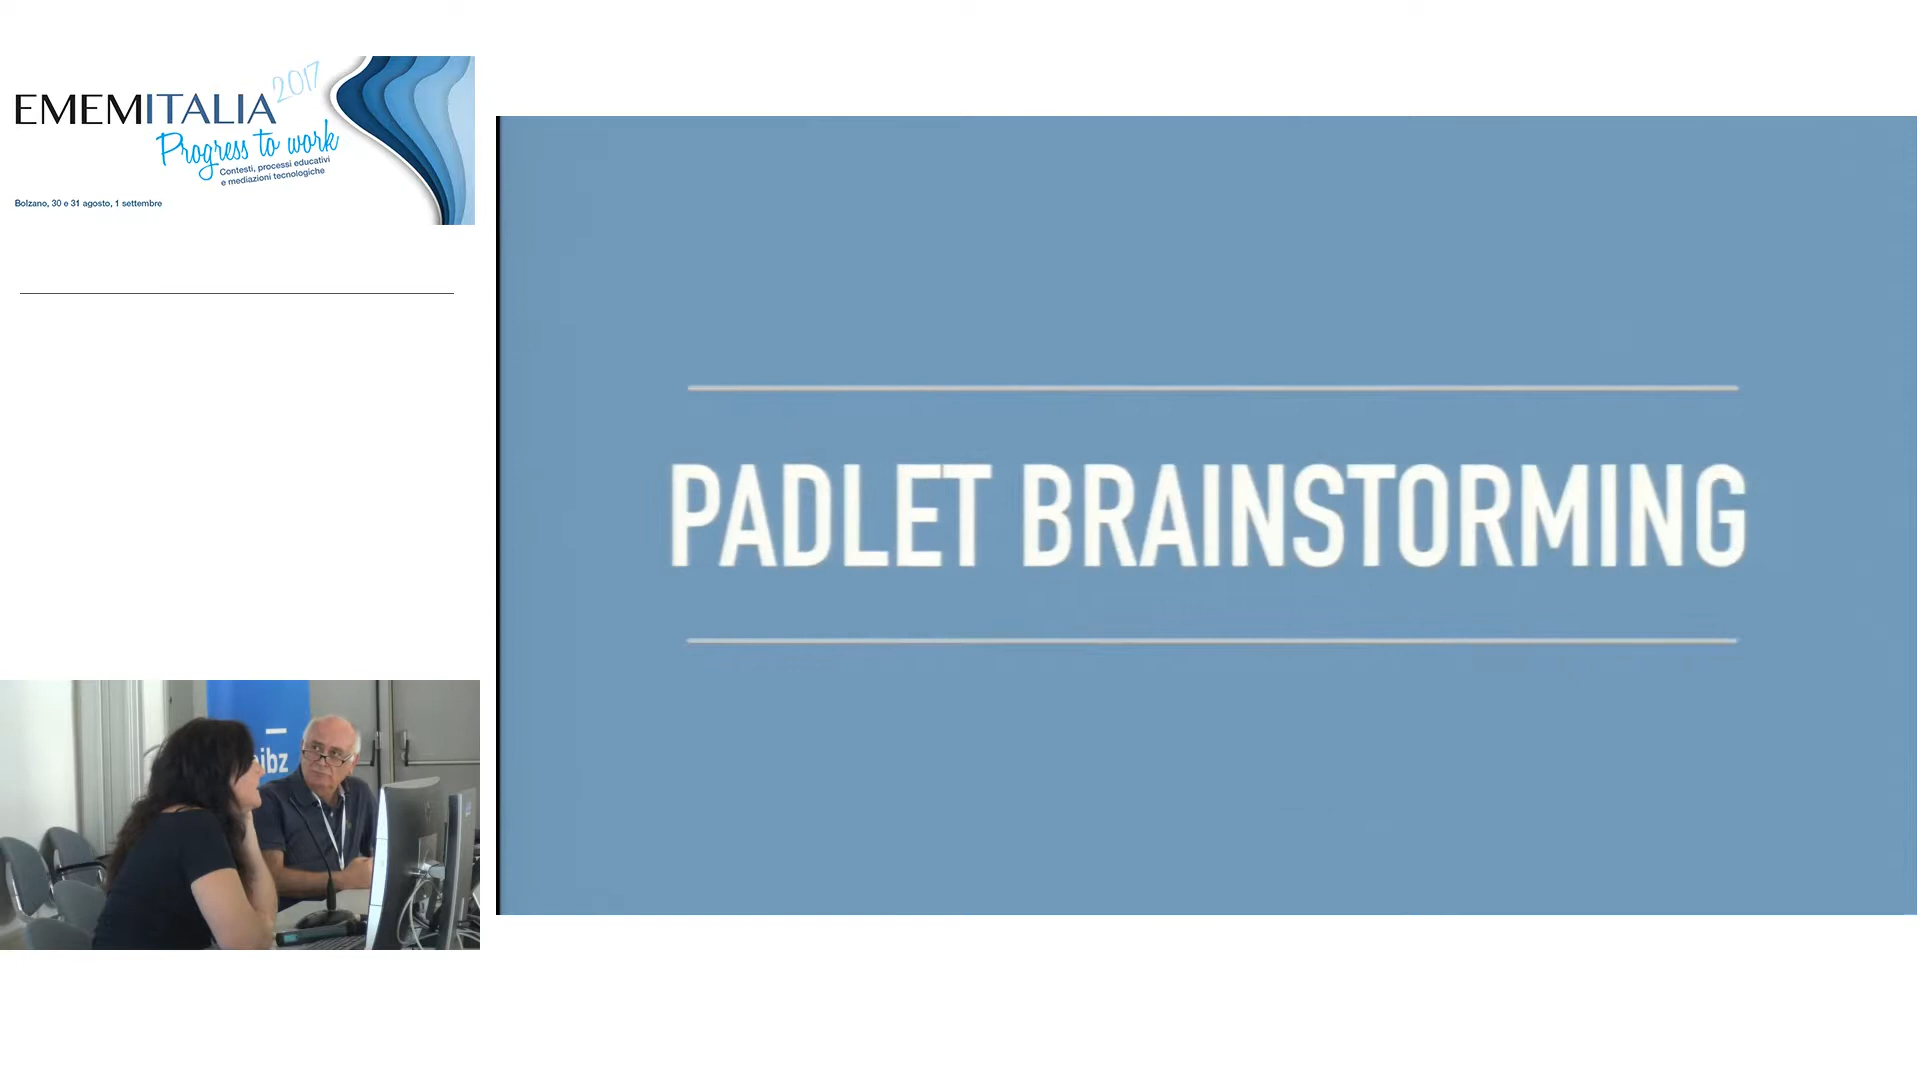 EMEMITALIA 2017
Progress to work
Contesti, processi educativi
e mediazioni tecnologiche
Bolzano, 30 e 31 agosto, 1 settembre
PADLET BRAINSTORMING
ibz